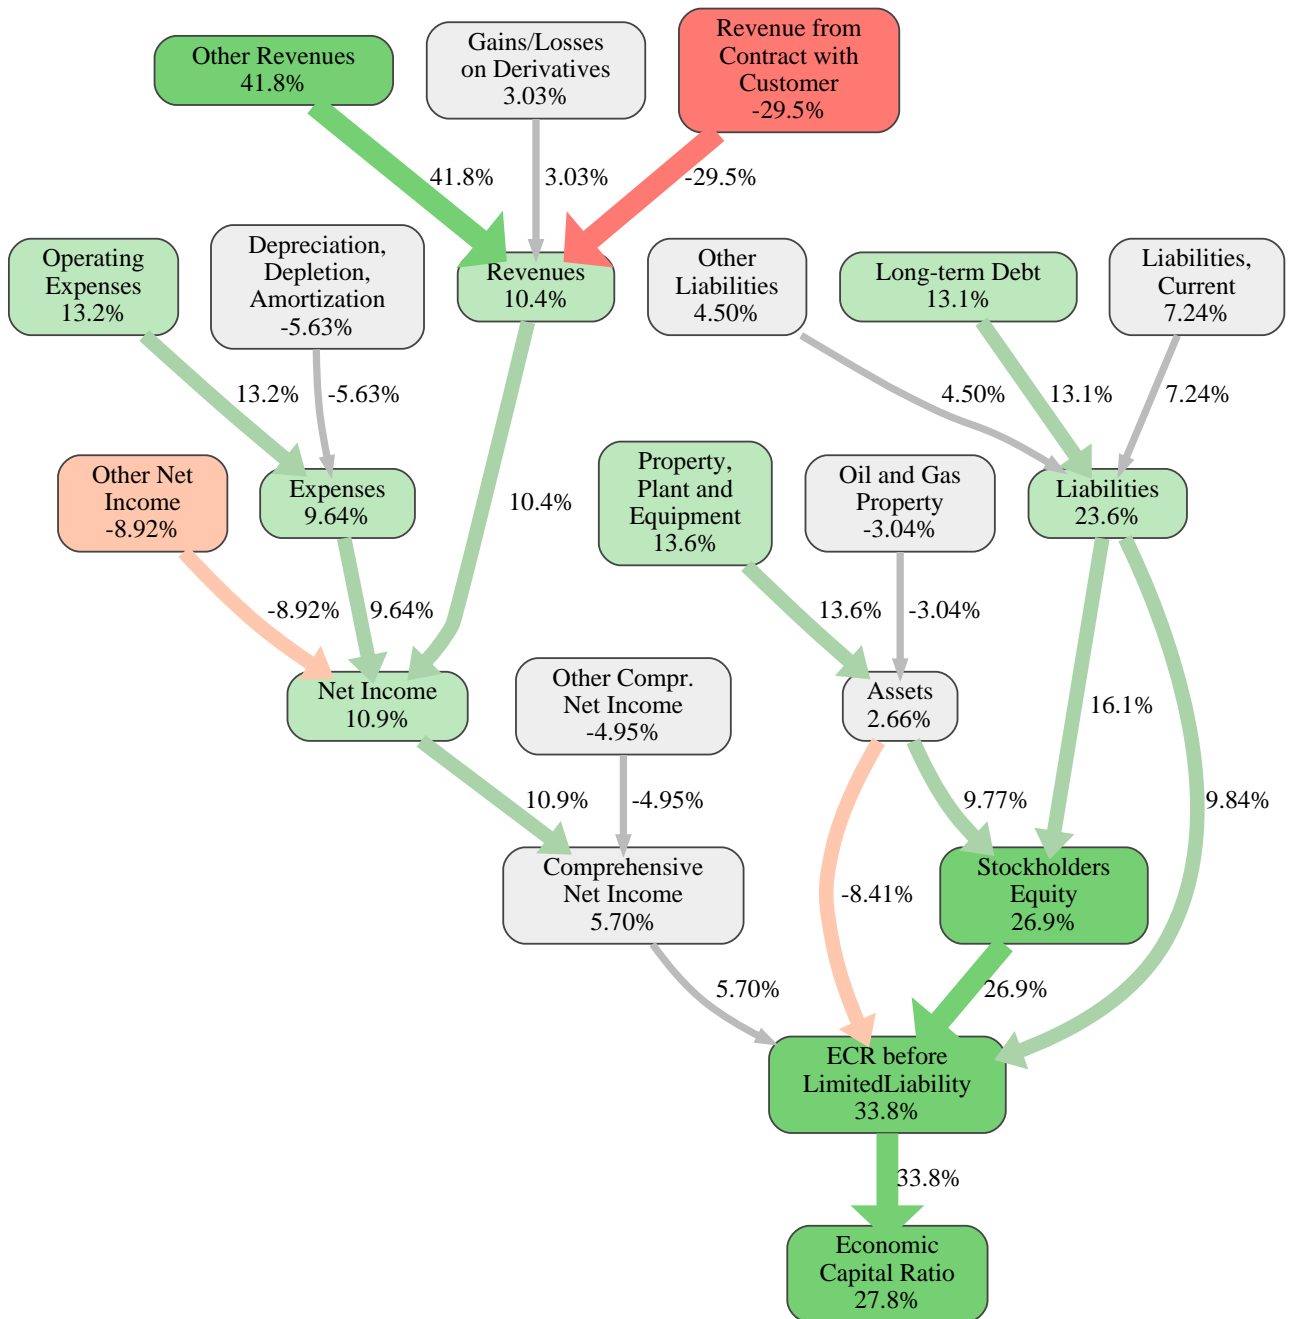 Other Revenues
41.8%
Gains/Losses
on Derivatives
3.03%
Revenue from
Contract with
Customer
-29.5%
41.8%
3.03%
-29.5%
Operating
Expenses
13.2%
Depreciation,
Depletion,
Amortization
-5.63%
Revenues
10.4%
Other
Liabilities
4.50%
Long-term Debt
13.1%
Liabilities,
Current
7.24%
13.2%
-5.63%
4.50%
13.1%
7.24%
Other Net
Income
-8.92%
Expenses
9.64%
10.4%
Property,
Plant and
Equipment
13.6%
Oil and Gas
Property
-3.04%
Liabilities
23.6%
-8.92%
9.64%
13.6%
-3.04%
Net Income
10.9%
Other Compr.
Net Income
-4.95%
Assets
2.66%
16.1%
10.9%
-4.95%
9.77%
9.84%
Comprehensive
Net Income
5.70%
-8.41%
Stockholders
Equity
26.9%
5.70%
26.9%
ECR before
LimitedLiability
33.8%
33.8%
Economic
Capital Ratio
27.8%